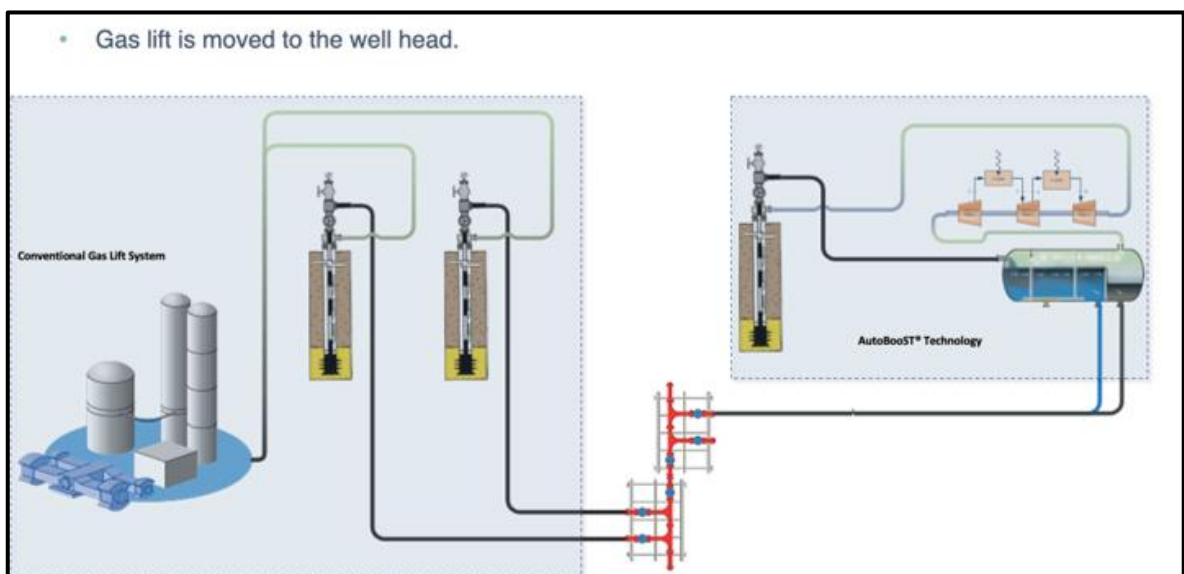 • Gas lift is moved to the well head.
Conventional Gas Lift System
AutoBooST® Technology